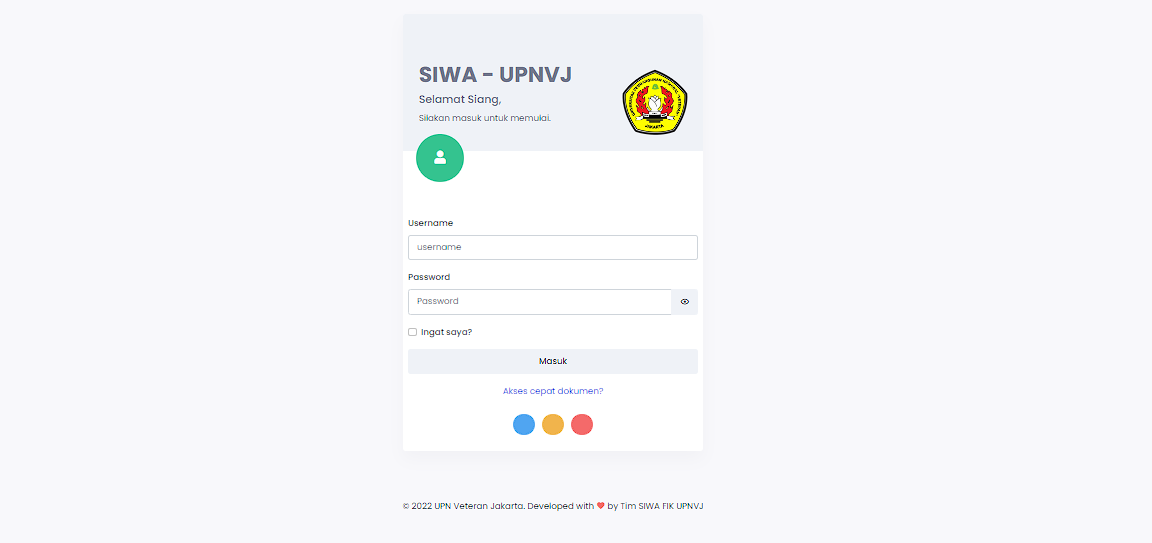 SIWA - UPNVJ
Selamat Siang,
Silakan masuk untuk memulai.
JAKARTA
Username
username
Password
Password
Ingat saya?
Masuk
Akses cepat dokumen?
© 2022 UPN Veteran Jakarta. Developed with ❤ by Tim SIWA FIK UPNVJ